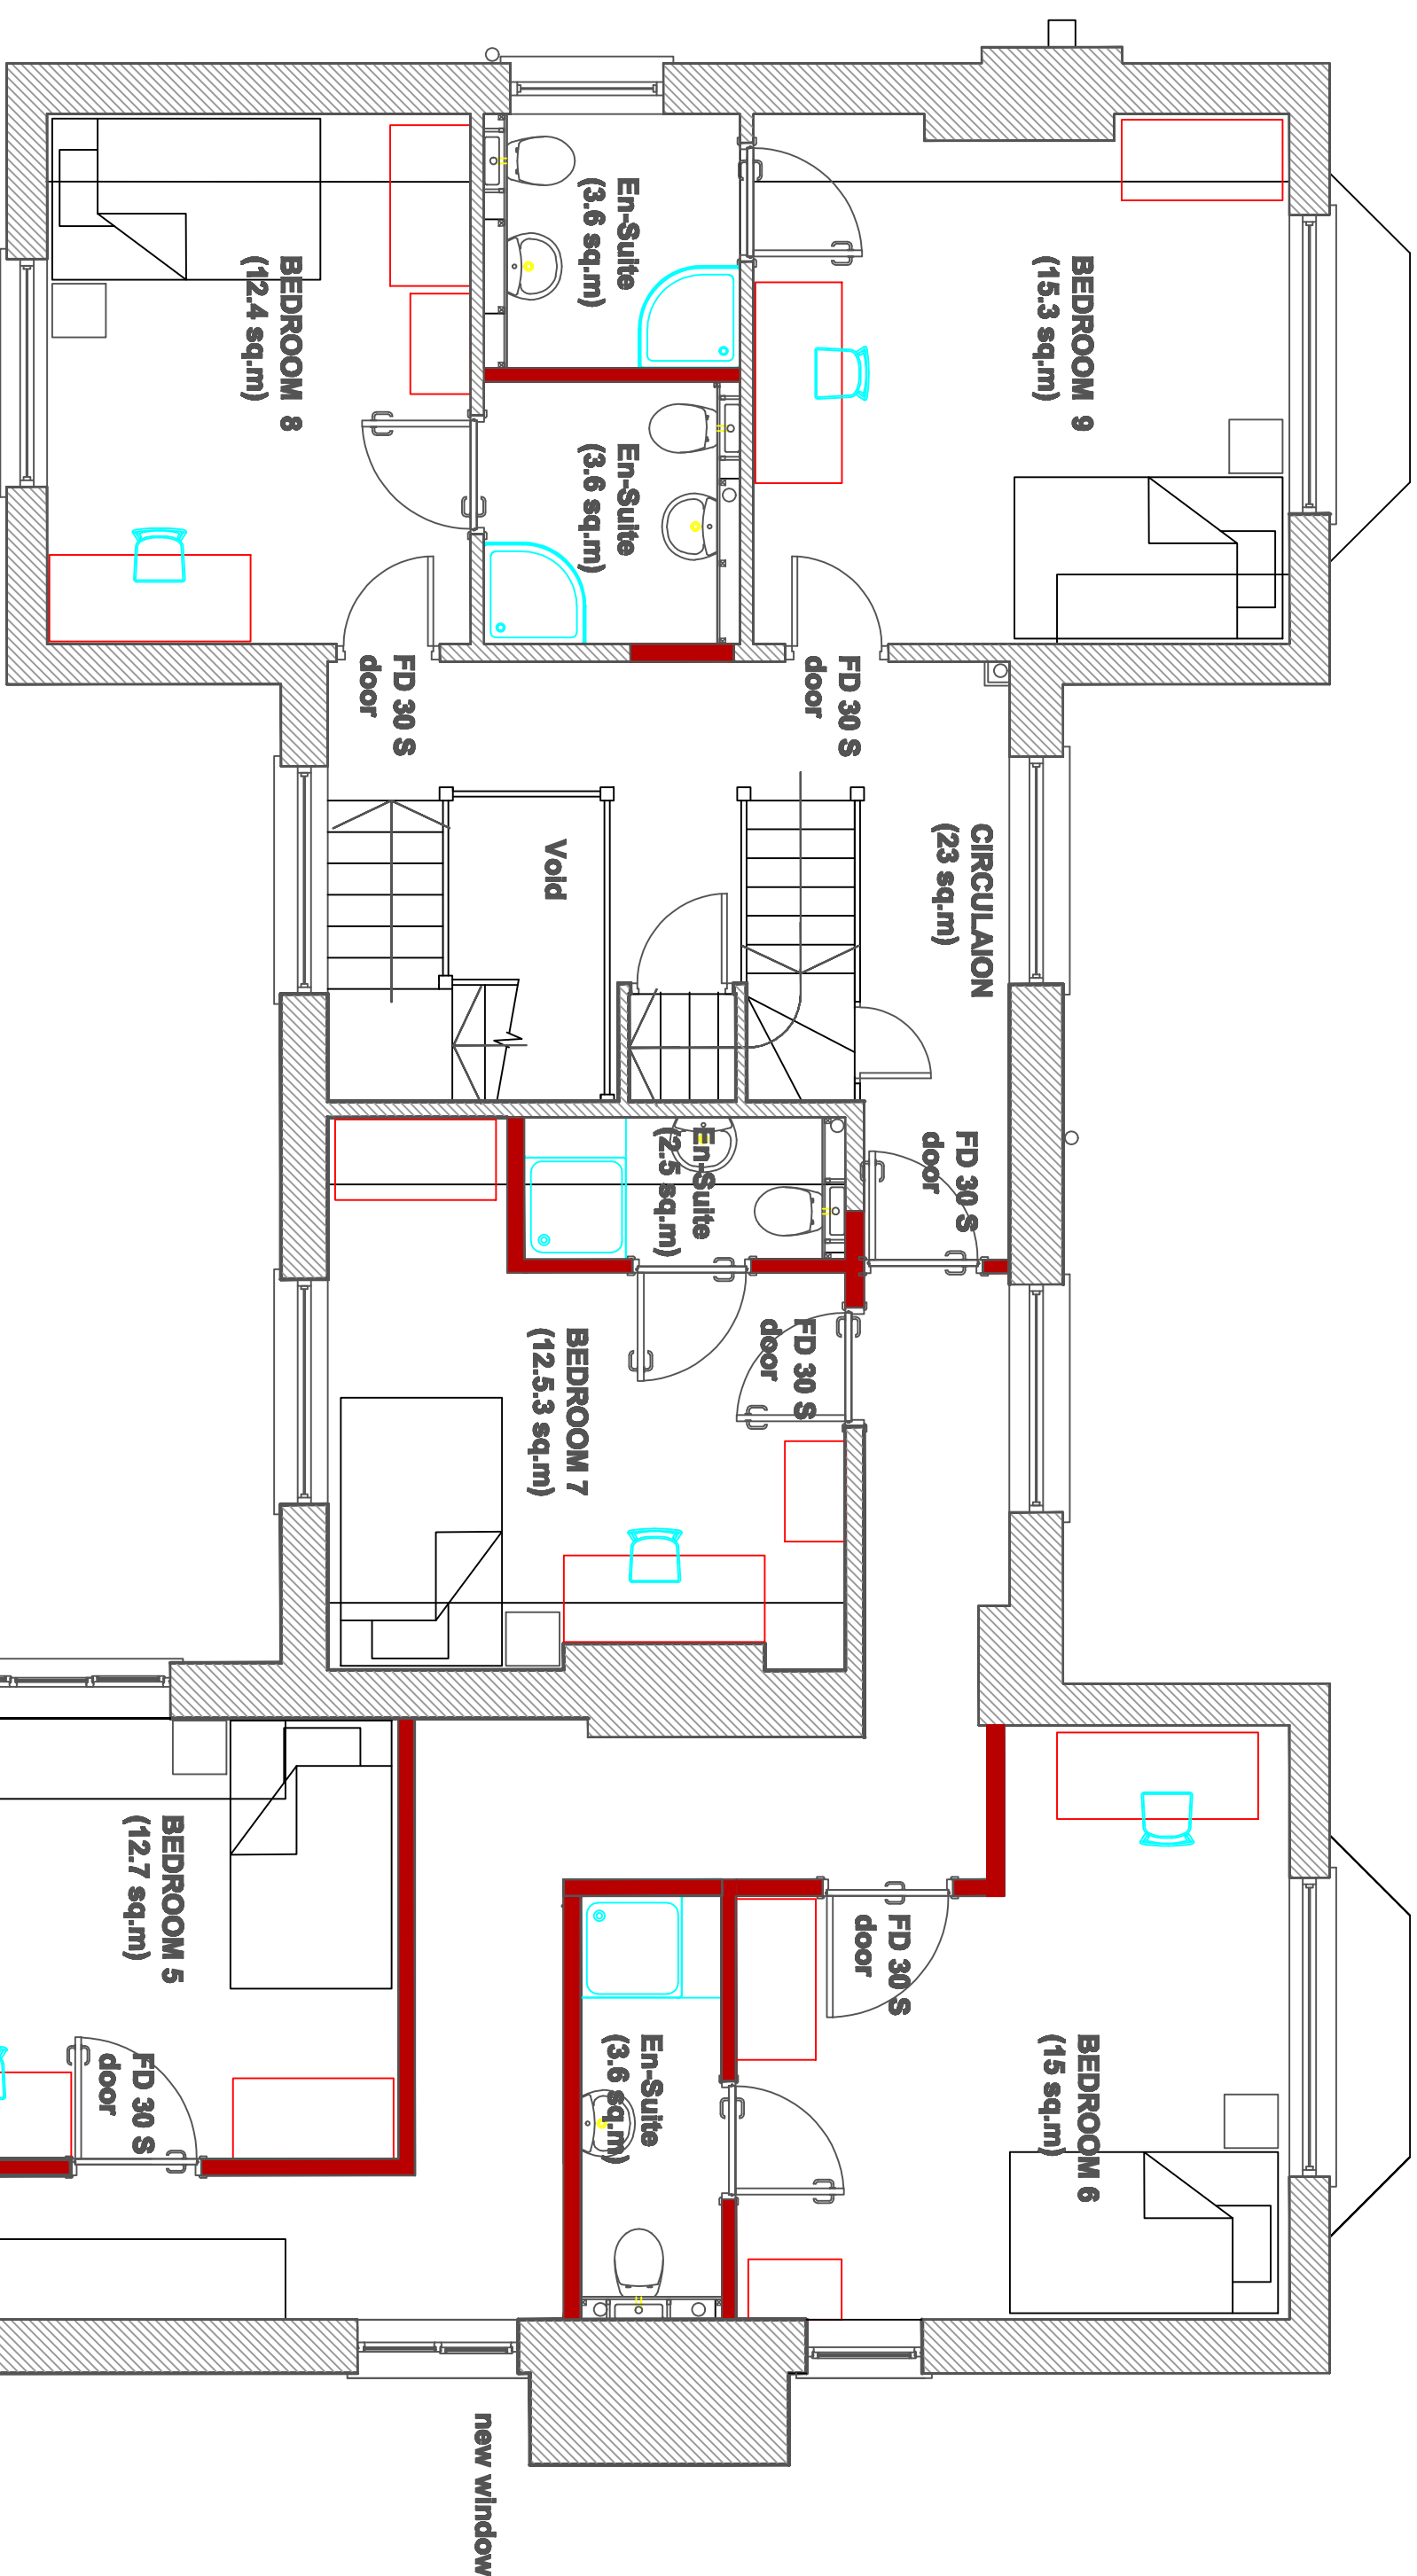 BEDROOM 9
(15.3 sq.m)
En-Suite
(3.6 sq.m)
BEDROOM 8
(12.4 sq.m)
En-Suite
(3.6 sq.m)
FD 30 S
door
FD 30 S
door
CIRCULAION
(23 sq.m)
Void
FD 30 S
door
En-Suite
(2.5 sq.m)
FD 30 S
door
BEDROOM 7
(12.5.3 sq.m)
BEDROOM 5
(12.7 sq.m)
FD 30 S
door
FD 30 S
door
BEDROOM 6
(15 sq.m)
En-Suite
(3.6 sq.m)
new window